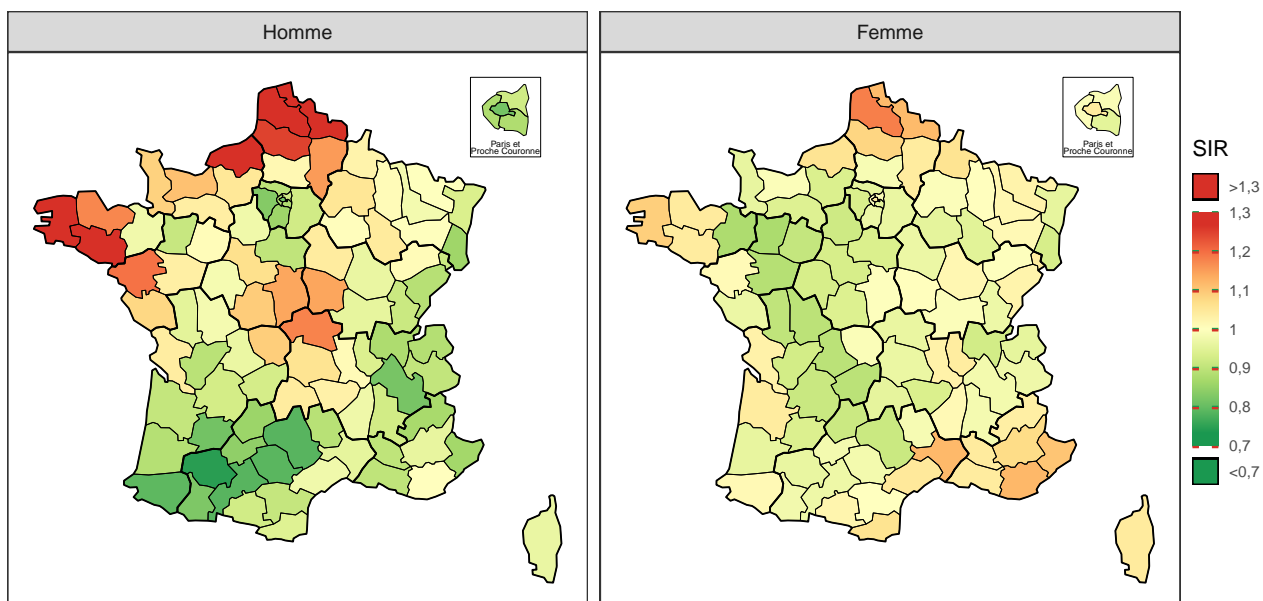 Homme
Femme
Paris et
Proche Couronne
Paris et
Proche Couronne
SIR
>1,3
1,3
1,2
1,1
1
0,9
0,8
0,7
<0,7